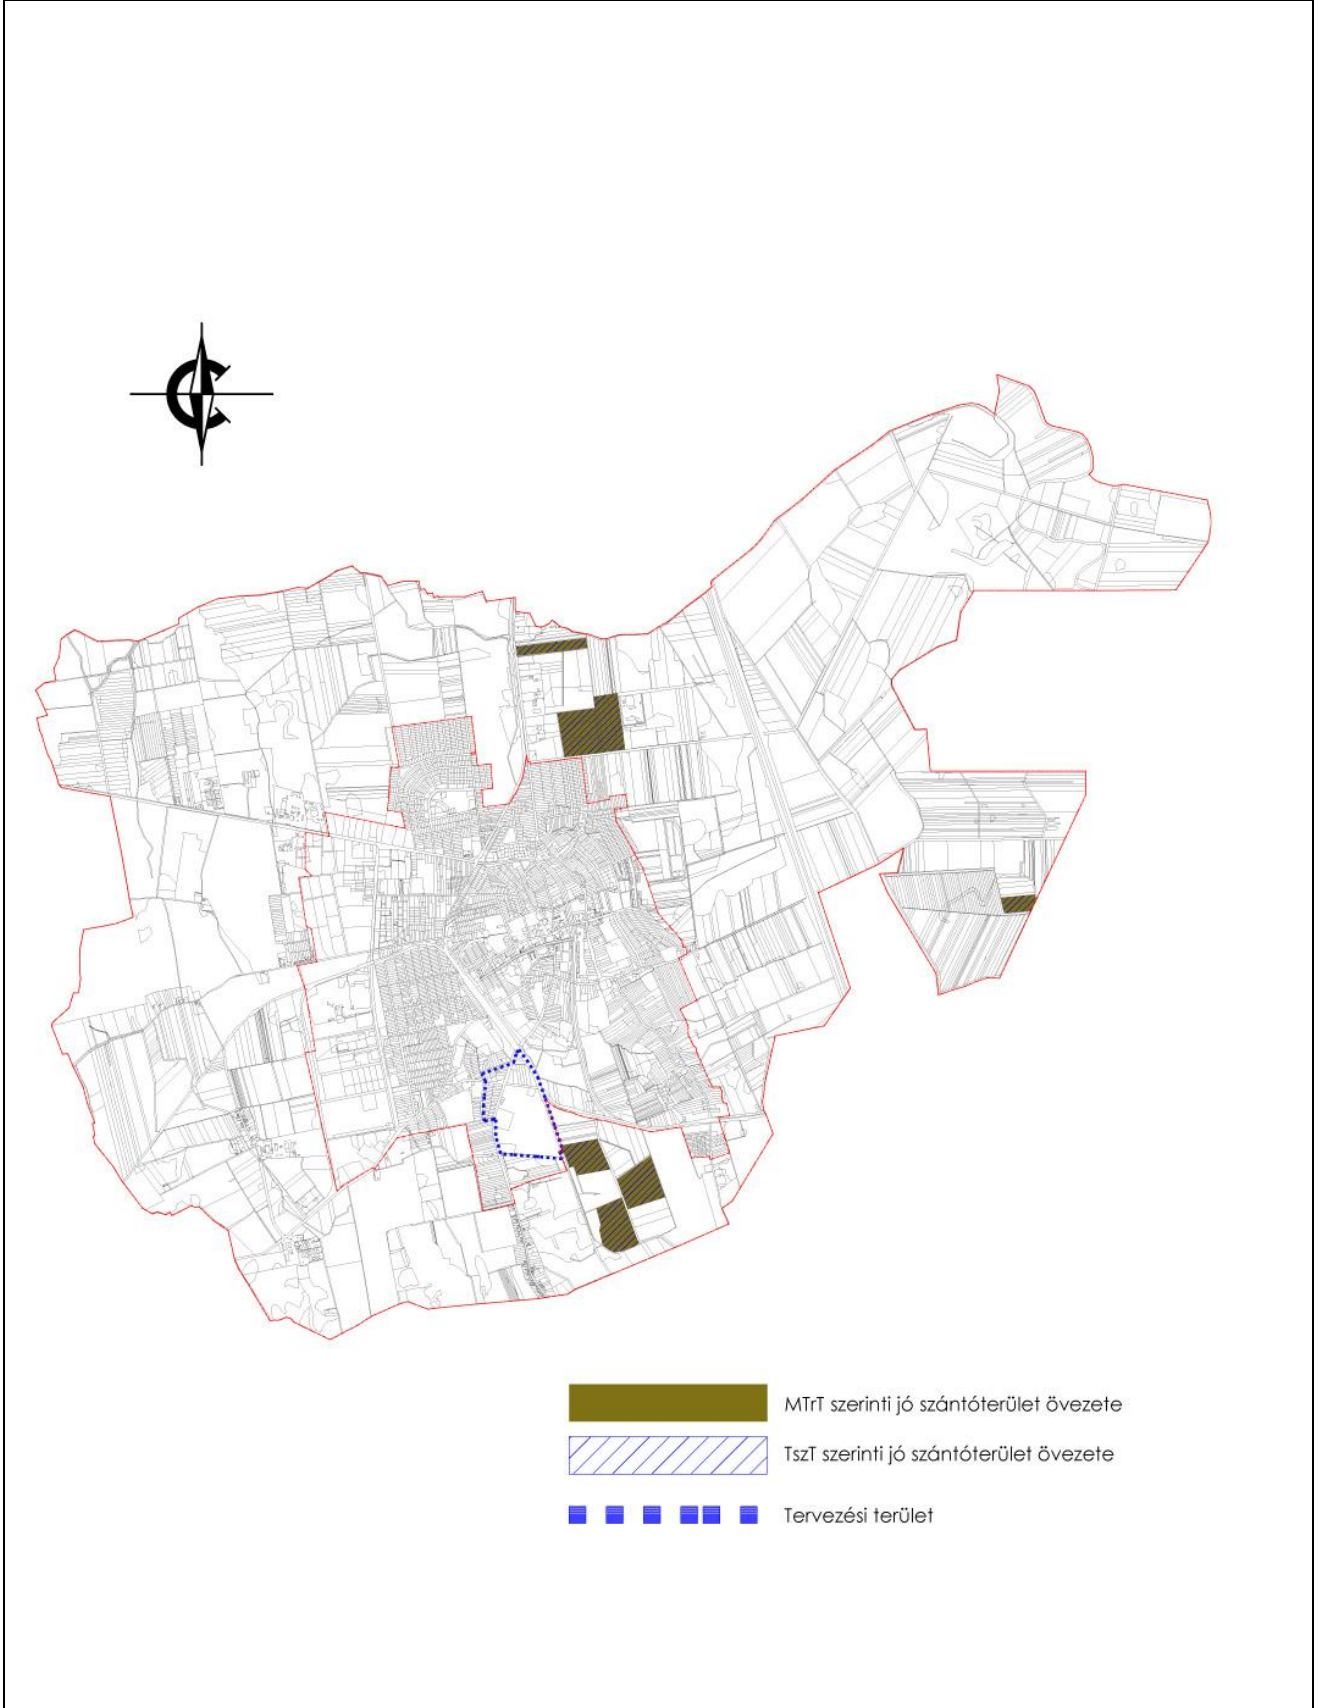 MTrT szerinti jó szántóterület övezete
TszT szerinti jó szántóterület övezete
Tervezési terület